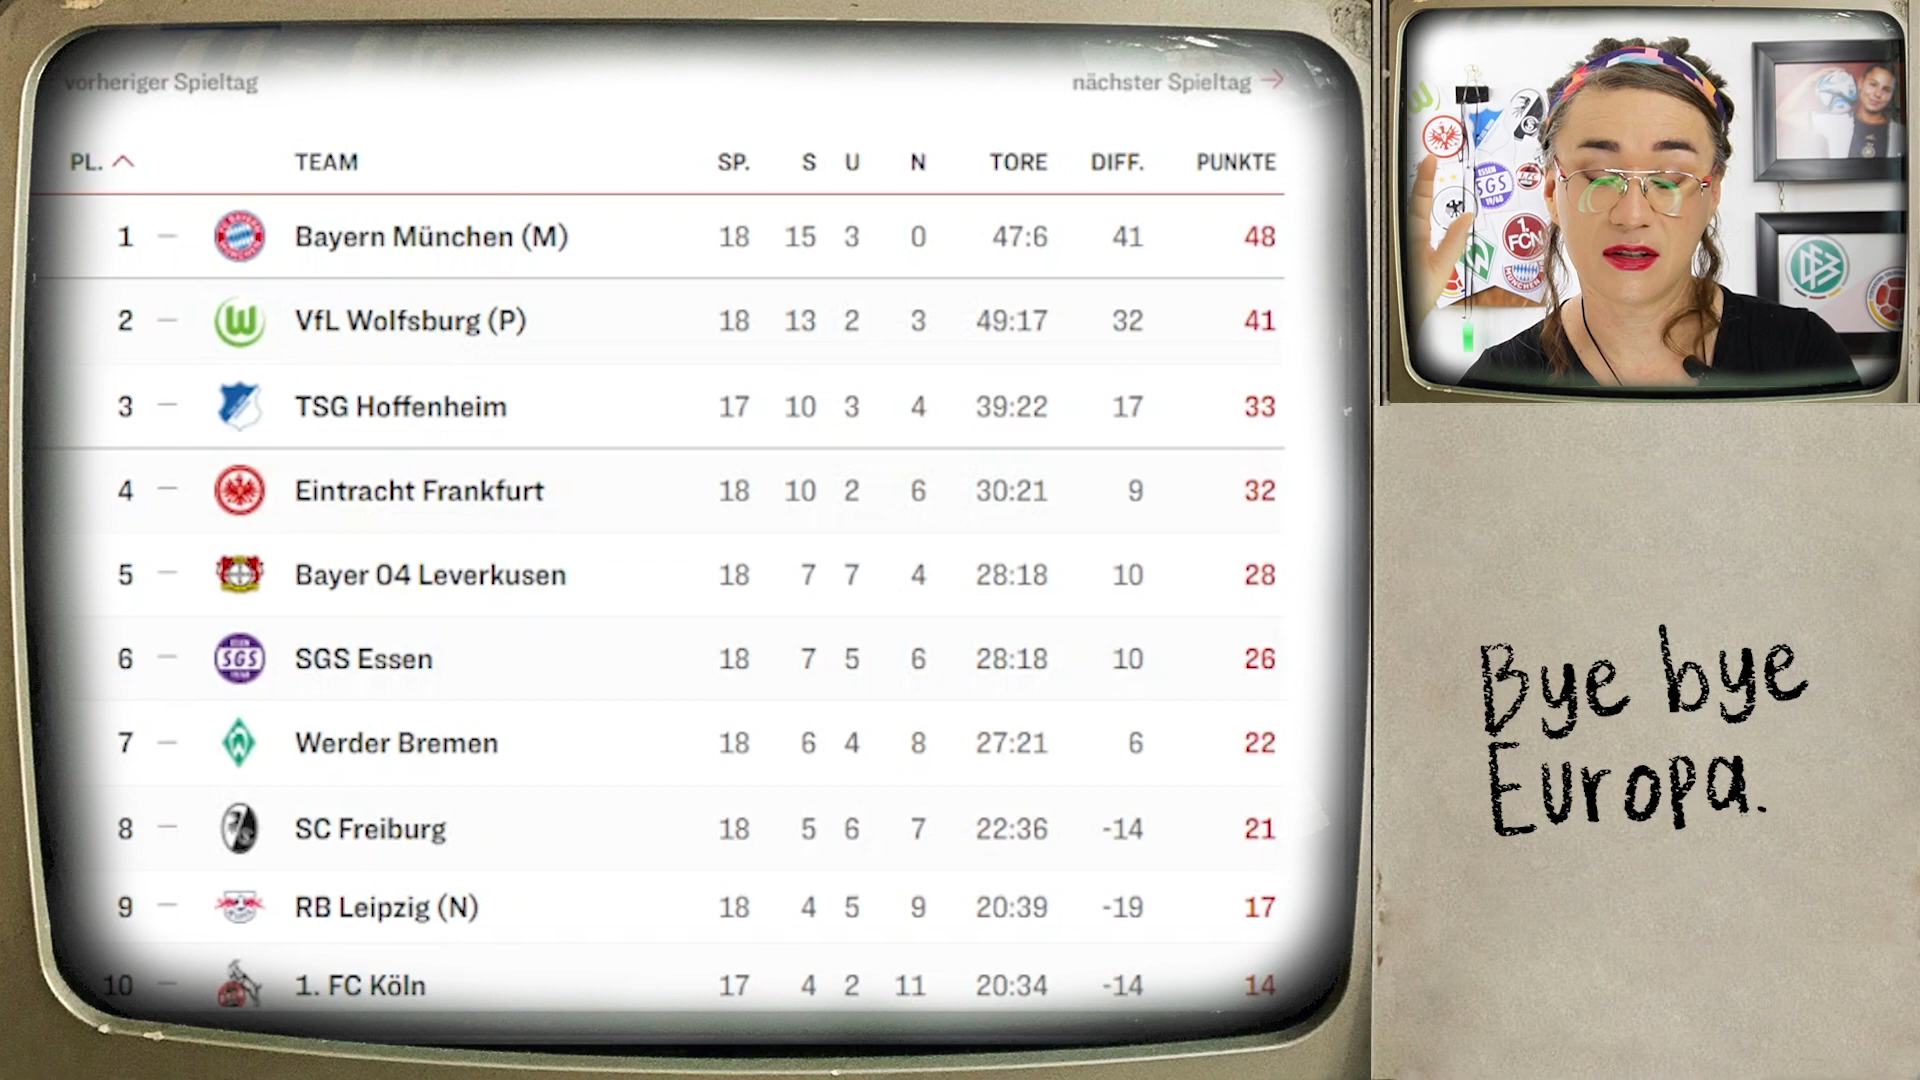 vorheriger Spieltag nächster Spieltag →
PL. TEAM SP. S U N TORE DIFF. PUNKTE
1 – Bayern München (M) 18 15 3 0 47:6 41 48
2 – VfL Wolfsburg (P) 18 13 2 3 49:17 32 41
3 – TSG Hoffenheim 17 10 3 4 39:22 17 33
4 – Eintracht Frankfurt 18 10 2 6 30:21 9 32
5 – Bayer 04 Leverkusen 18 7 7 4 28:18 10 28
6 – SGS Essen 18 7 5 6 28:18 10 26
7 – Werder Bremen 18 6 4 8 27:21 6 22
8 – SC Freiburg 18 5 6 7 22:36 -14 21
9 – RB Leipzig (N) 18 4 5 9 20:39 -19 17
10 – 1. FC Köln 17 4 2 11 20:34 -14 14
ESSEN
SGS
19/68
1.
FCN
Bye bye
Europa.